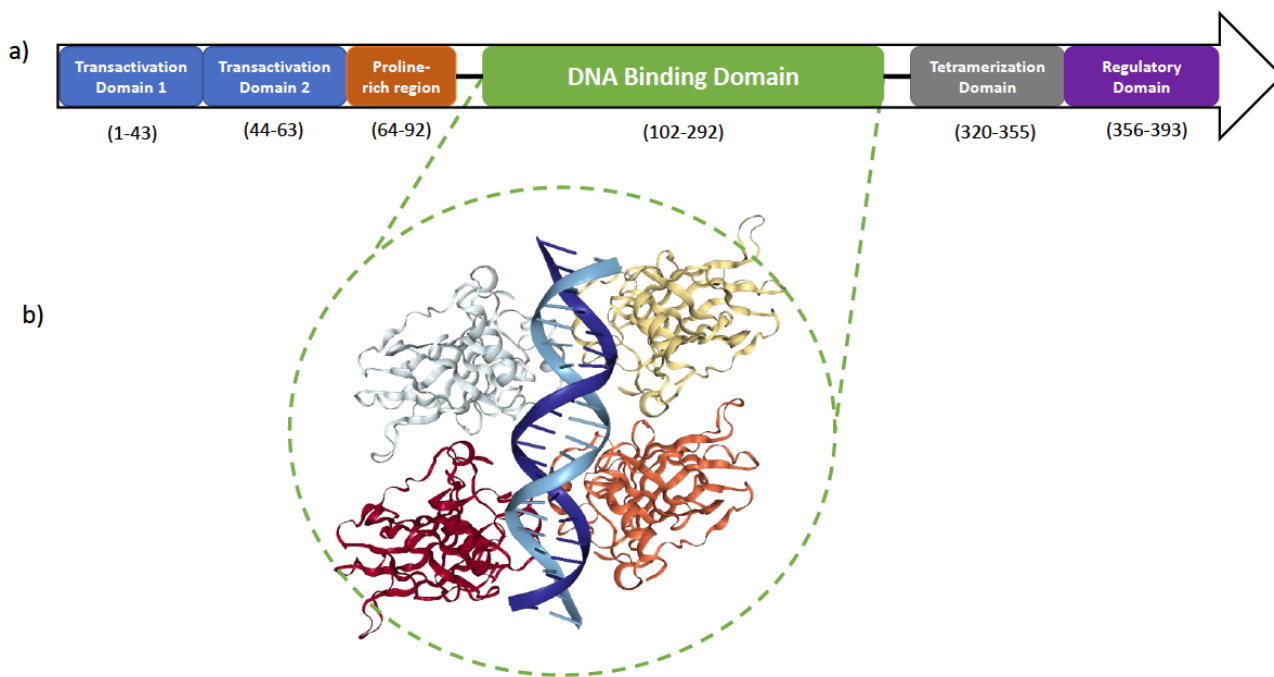 a)
Transactivation
Domain 1
Transactivation
Domain 2
Proline-
rich region
DNA Binding Domain
Tetramerization
Domain
Regulatory
Domain
(1-43)
(44-63)
(64-92)
(102-292)
(320-355)
(356-393)
b)